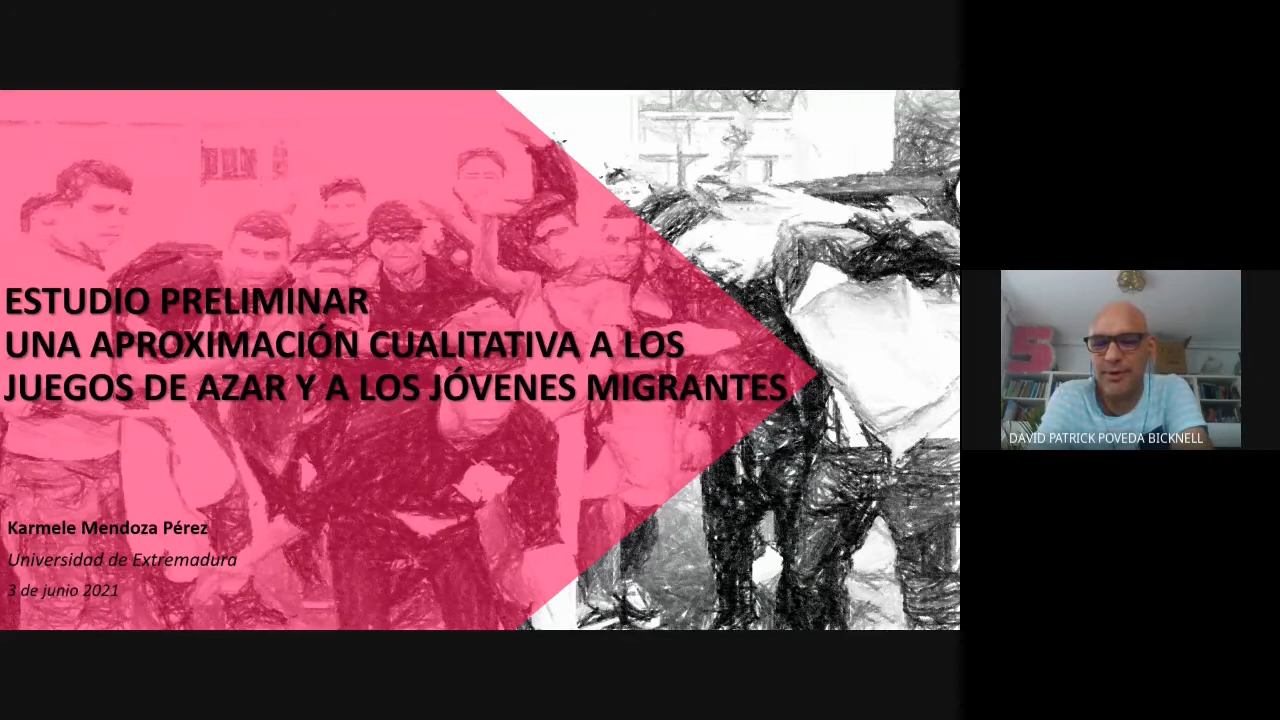 ESTUDIO PRELIMINAR
UNA APROXIMACIÓN CUALITATIVA A LOS
JUEGOS DE AZAR Y A LOS JÓVENES MIGRANTES
Karmele Mendoza Pérez
Universidad de Extremadura
3 de junio 2021
DAVID PATRICK POVEDA BICKNELL
5